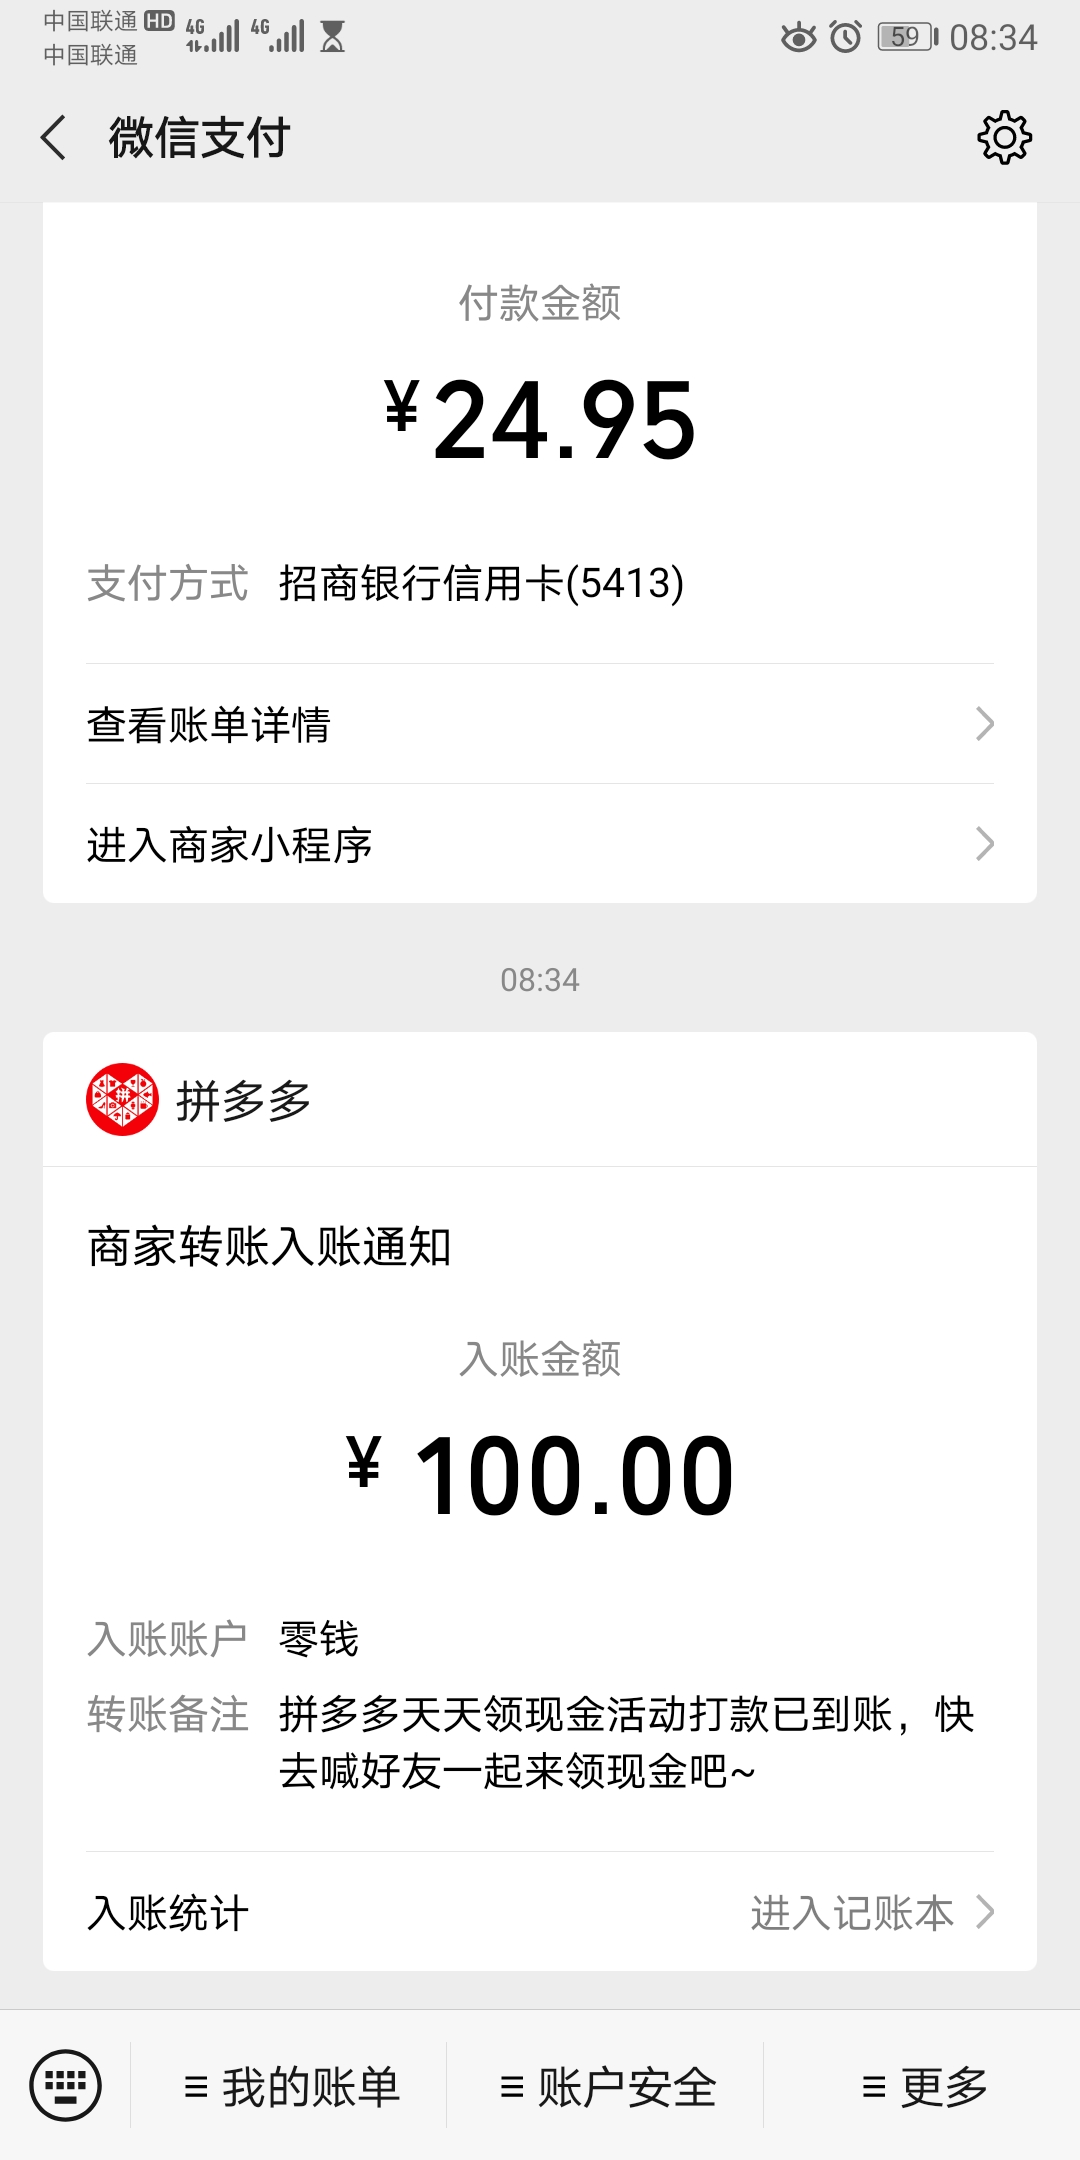 中国联通 HD 4G 4G 59 08:34
中国联通
微信支付
付款金额
¥24.95
支付方式 招商银行信用卡(5413)
查看账单详情
进入商家小程序
08:34
拼多多
商家转账入账通知
入账金额
¥ 100.00
入账账户 零钱
转账备注 拼多多天天领现金活动打款已到账，快
去喊好友一起来领现金吧~
入账统计 进入记账本
我的账单 账户安全 更多